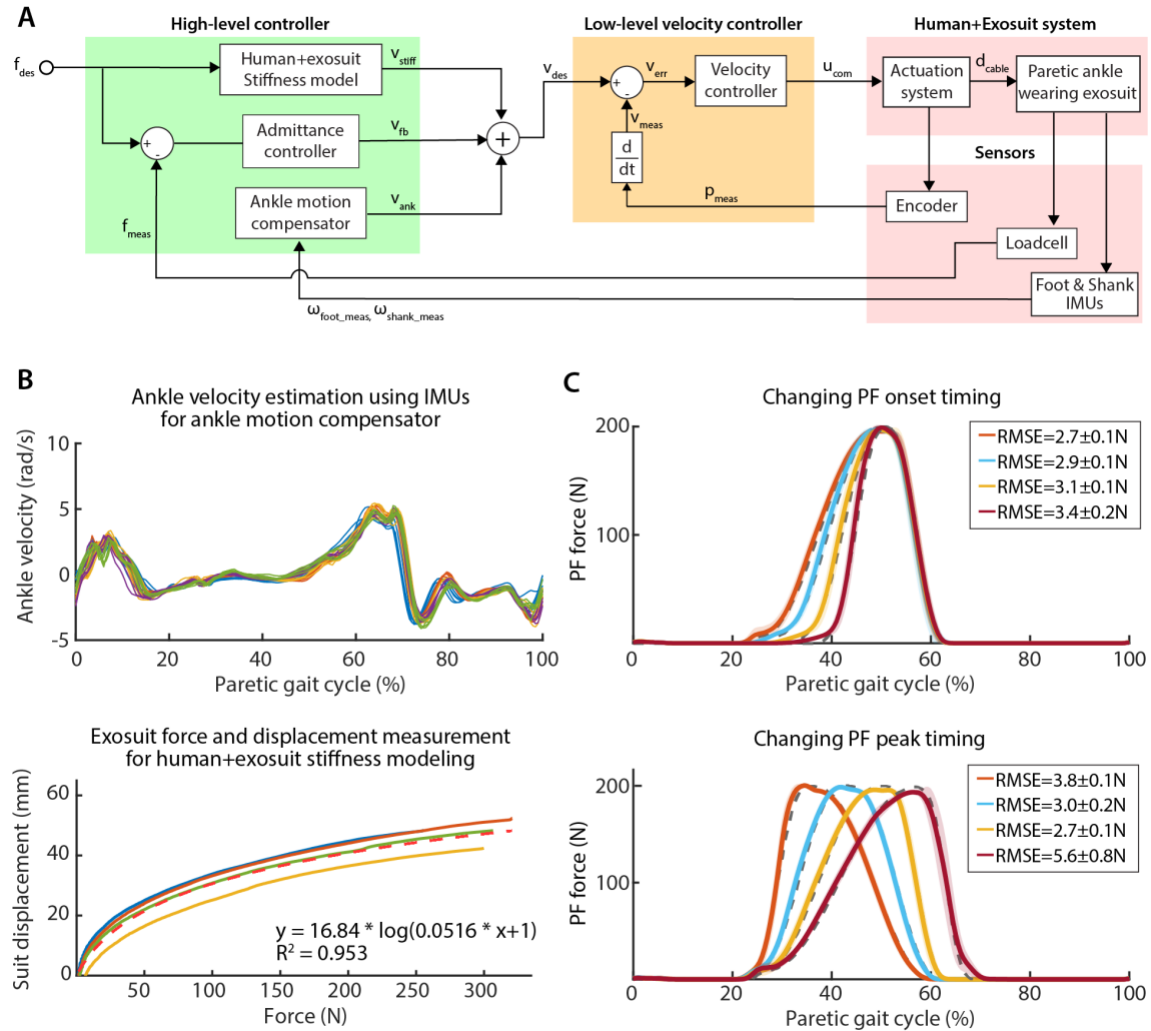 A
High-level controller
Low-level velocity controller
Human+Exosuit system
f_des
Human+exosuit
Stiffness model
v_stiff
Admittance
controller
v_fb
Ankle motion
compensator
v_ank
f_meas
+
-
+
v_des
+
-
v_err
Velocity
controller
v_meas
d
dt
p_meas
u_com
Actuation
system
d_cable
Paretic ankle
wearing exosuit
Sensors
Encoder
Loadcell
Foot & Shank
IMUs
ω_foot_meas, ω_shank_meas
B
Ankle velocity estimation using IMUs
for ankle motion compensator
Ankle velocity (rad/s)
10
5
0
-5
0 20 40 60 80 100
Paretic gait cycle (%)
Exosuit force and displacement measurement
for human+exosuit stiffness modeling
Suit displacement (mm)
60
40
20
0
50 100 150 200 250 300
Force (N)
y = 16.84 * log(0.0516 * x+1)
R² = 0.953
C
Changing PF onset timing
PF force (N)
200
100
0 20 40 60 80 100
Paretic gait cycle (%)
RMSE=2.7±0.1N
RMSE=2.9±0.1N
RMSE=3.1±0.1N
RMSE=3.4±0.2N
Changing PF peak timing
PF force (N)
200
100
0 20 40 60 80 100
Paretic gait cycle (%)
RMSE=3.8±0.1N
RMSE=3.0±0.2N
RMSE=2.7±0.1N
RMSE=5.6±0.8N